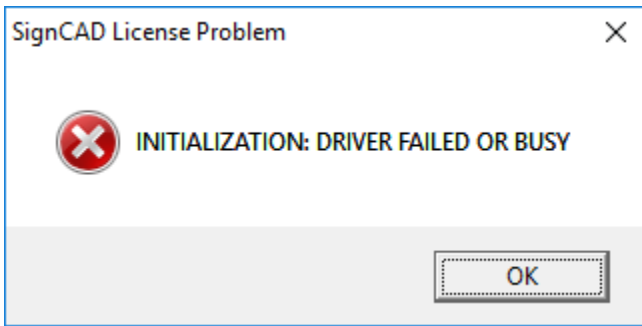 SignCAD License Problem
INITIALIZATION: DRIVER FAILED OR BUSY
OK